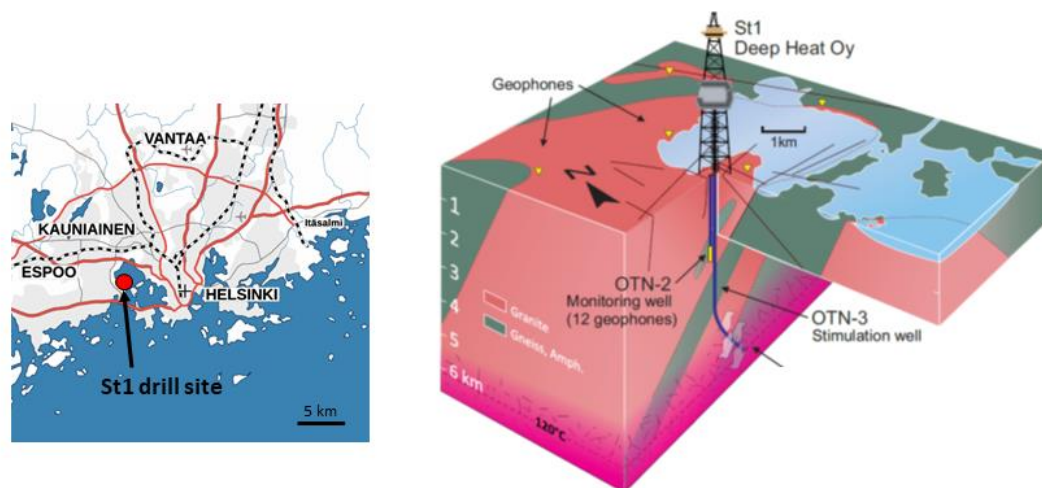 VANTAA
KAUNIAINEN
ESPOO
HELSINKI
Itäsalmi
St1 drill site
5 km
St1
Deep Heat Oy
Geophones
1km
N
1
2
3
4
5
6 km
120°C
Granite
Gneiss, Amph.
OTN-2
Monitoring well
(12 geophones)
OTN-3
Stimulation well